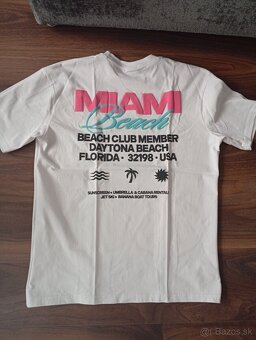 MIAMI
Beach
BEACH CLUB MEMBER
DAYTONA BEACH
FLORIDA • 32198 • USA
SUNSCREEN • UMBRELLA & CABANA RENTAL
JET SKI • BANANA BOAT TOURS
© Bazos.sk